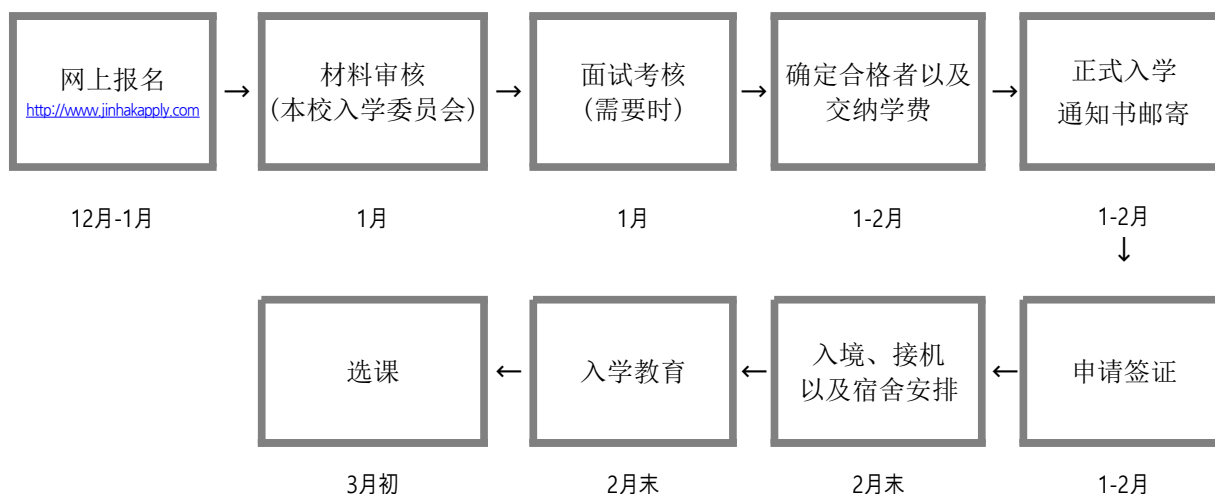 网上报名
http://www.jinhakapply.com
→
材料审核
(本校入学委员会)
→
面试考核
(需要时)
→
确定合格者以及
交纳学费
→
正式入学
通知书邮寄
12月-1月
1月
1月
1-2月
1-2月
↓
选课
←
入学教育
←
入境、接机
以及宿舍安排
←
申请签证
3月初
2月末
2月末
1-2月